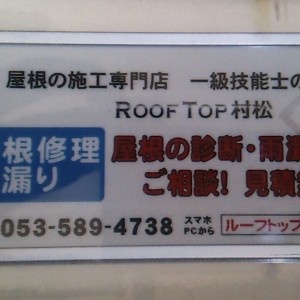 屋根の施工専門店 一級技能士の
ROOF TOP 村松
根修理
漏り
屋根の診断・雨漏
ご相談! 見積
053-589-4738 スマホ PCから ルーフトップ